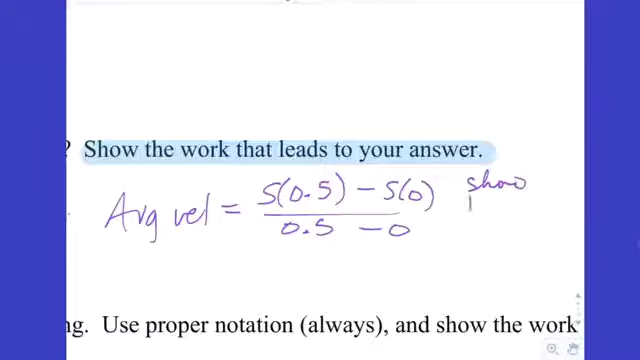 ? Show the work that leads to your answer.
Avg vel = S(0.5) - S(0) show
0.5 - 0
ng. Use proper notation (always), and show the work